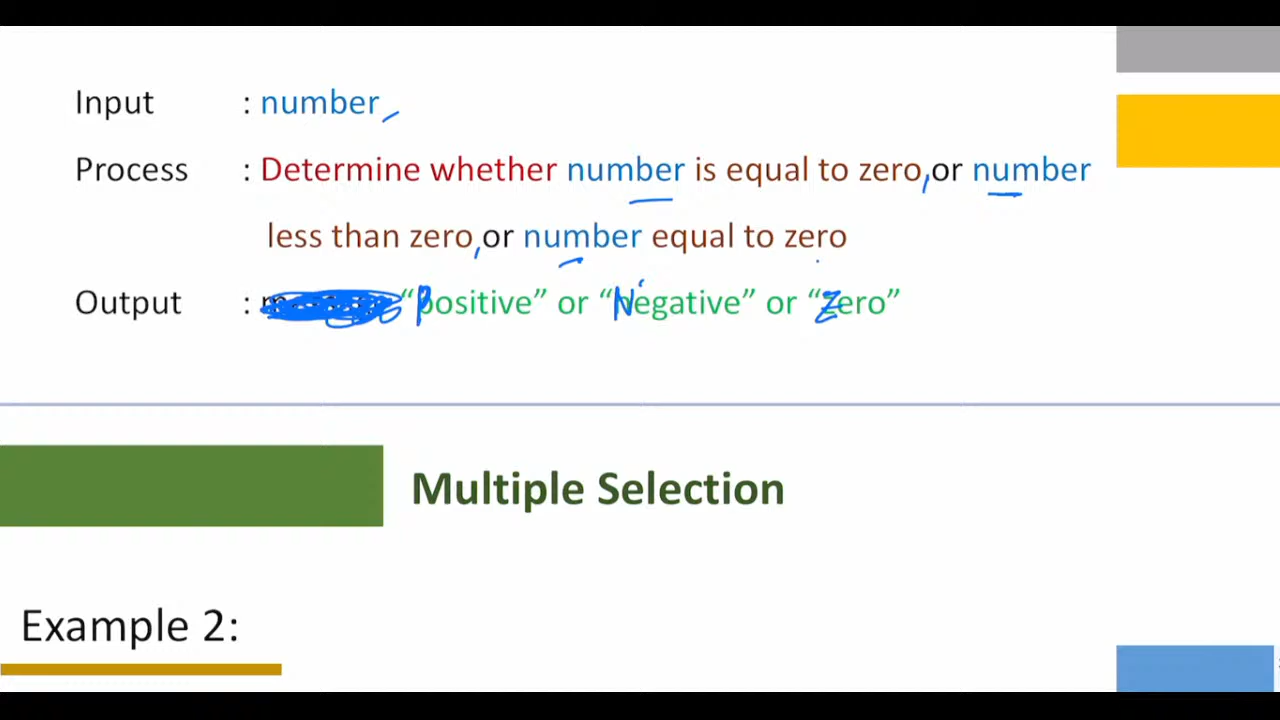 Input : number,
Process : Determine whether number is equal to zero, or number
less than zero, or number equal to zero
Output : “Positive” or “Negative” or “Zero”
Multiple Selection
Example 2: